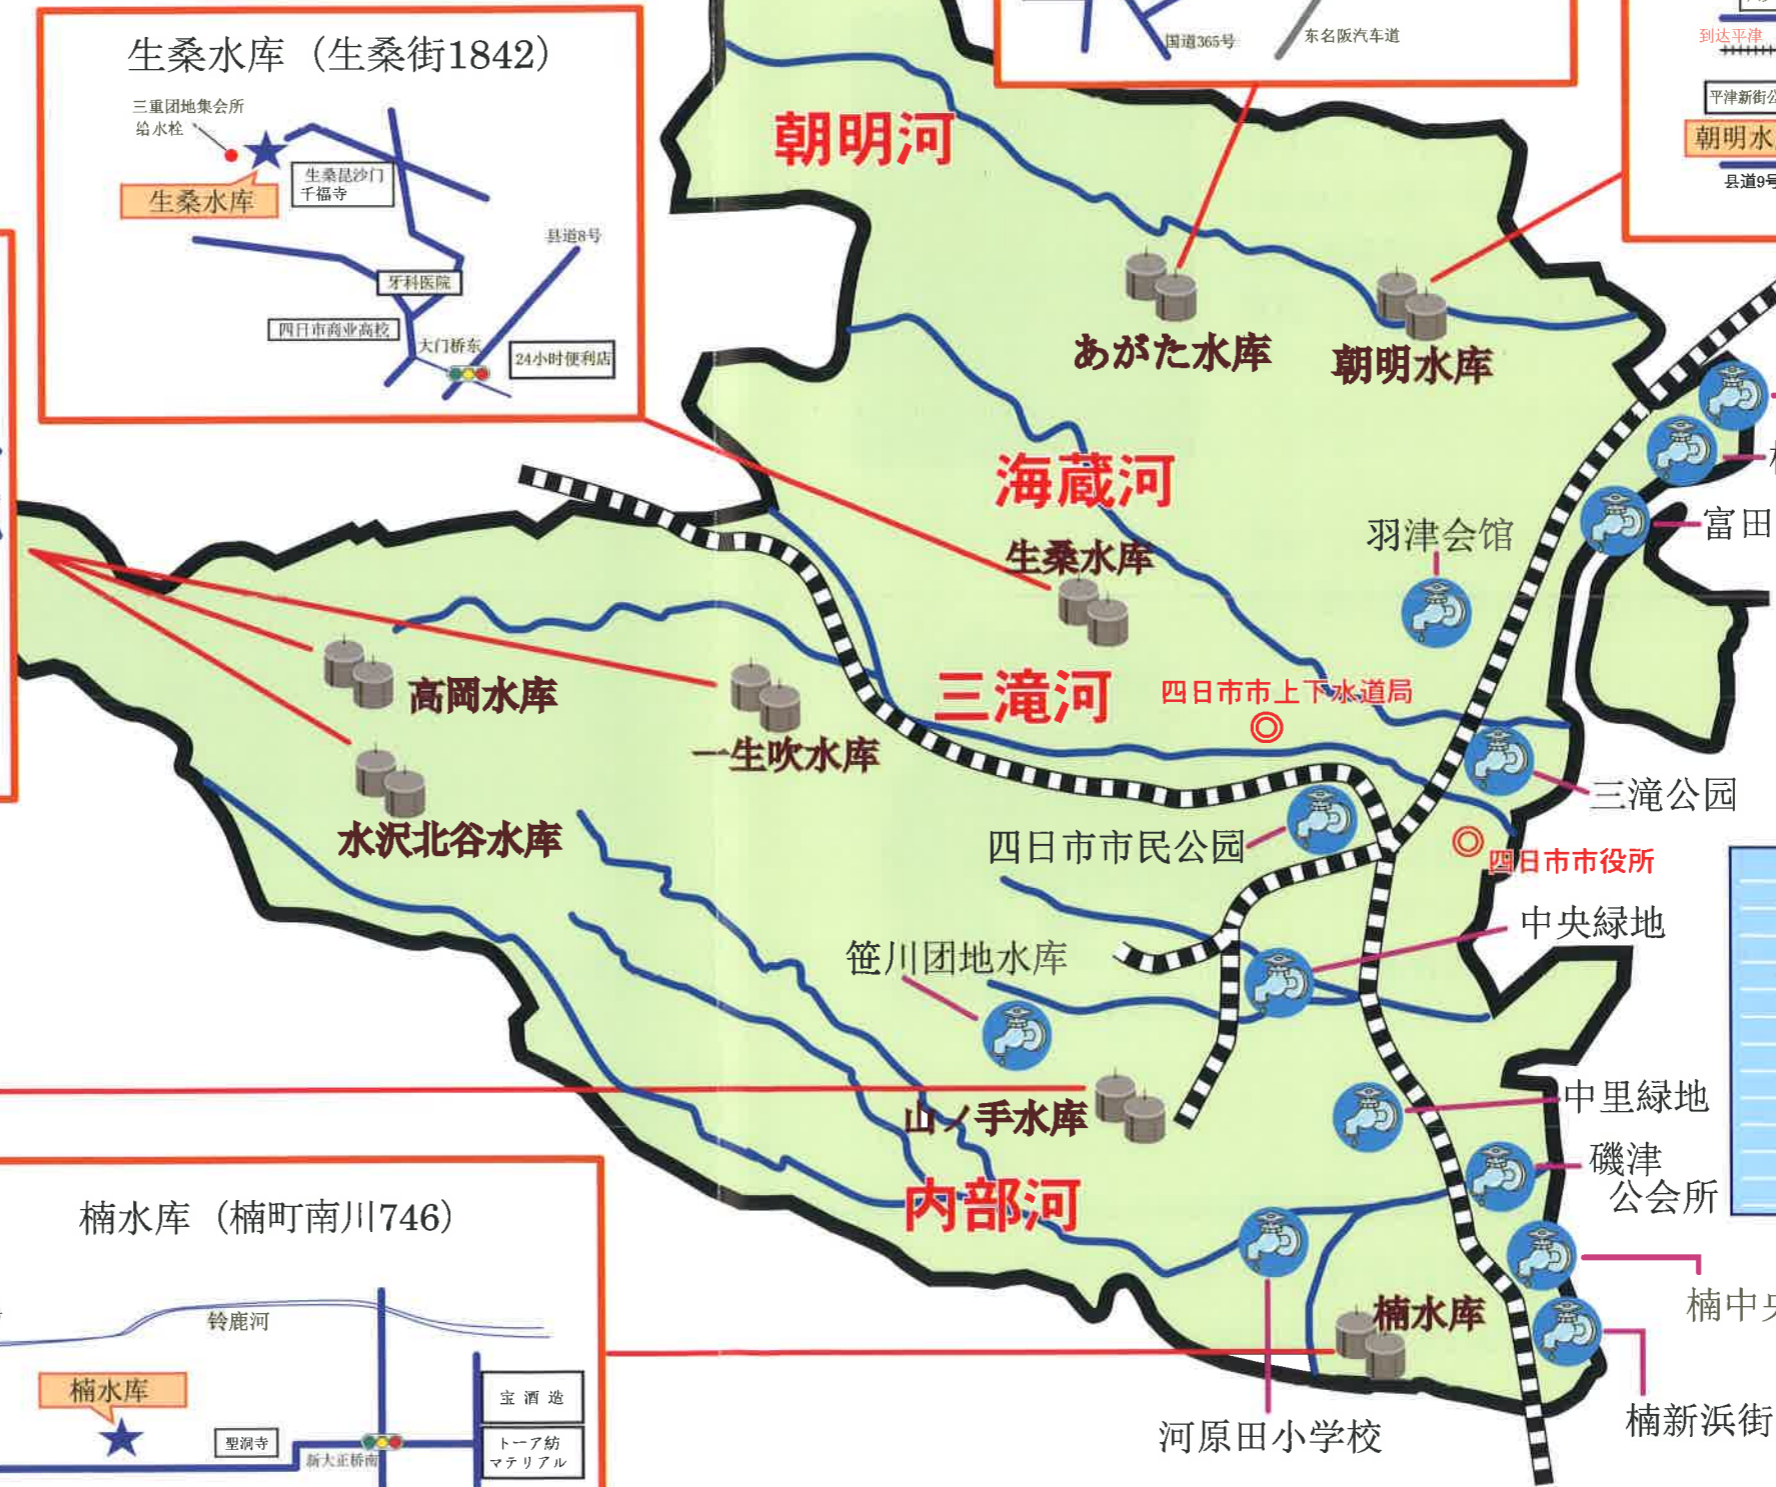 生桑水库（生桑街1842）
三重団地集会所
给水栓
生桑水库
生桑昆沙门
千福寺
县道8号
牙科医院
四日市商业高校
大门桥东
24小时便利店
国道365号
东名阪汽车道
到达平津
平津新街公
朝明水
县道9号
朝明河
あがた水库
朝明水库
海蔵河
生桑水库
羽津会馆
富田
高岡水库
一生吹水库
三滝河
四日市市上下水道局
水沢北谷水库
四日市市民公园
三滝公园
四日市市役所
中央緑地
笹川团地水库
山ノ手水库
中里緑地
磯津
公会所
内部河
楠水库
楠中央
河原田小学校
楠新浜街
楠水库（楠町南川746）
铃鹿河
楠水库
聖洞寺
新大正桥南
宝酒造
トーア紡
マテリアル